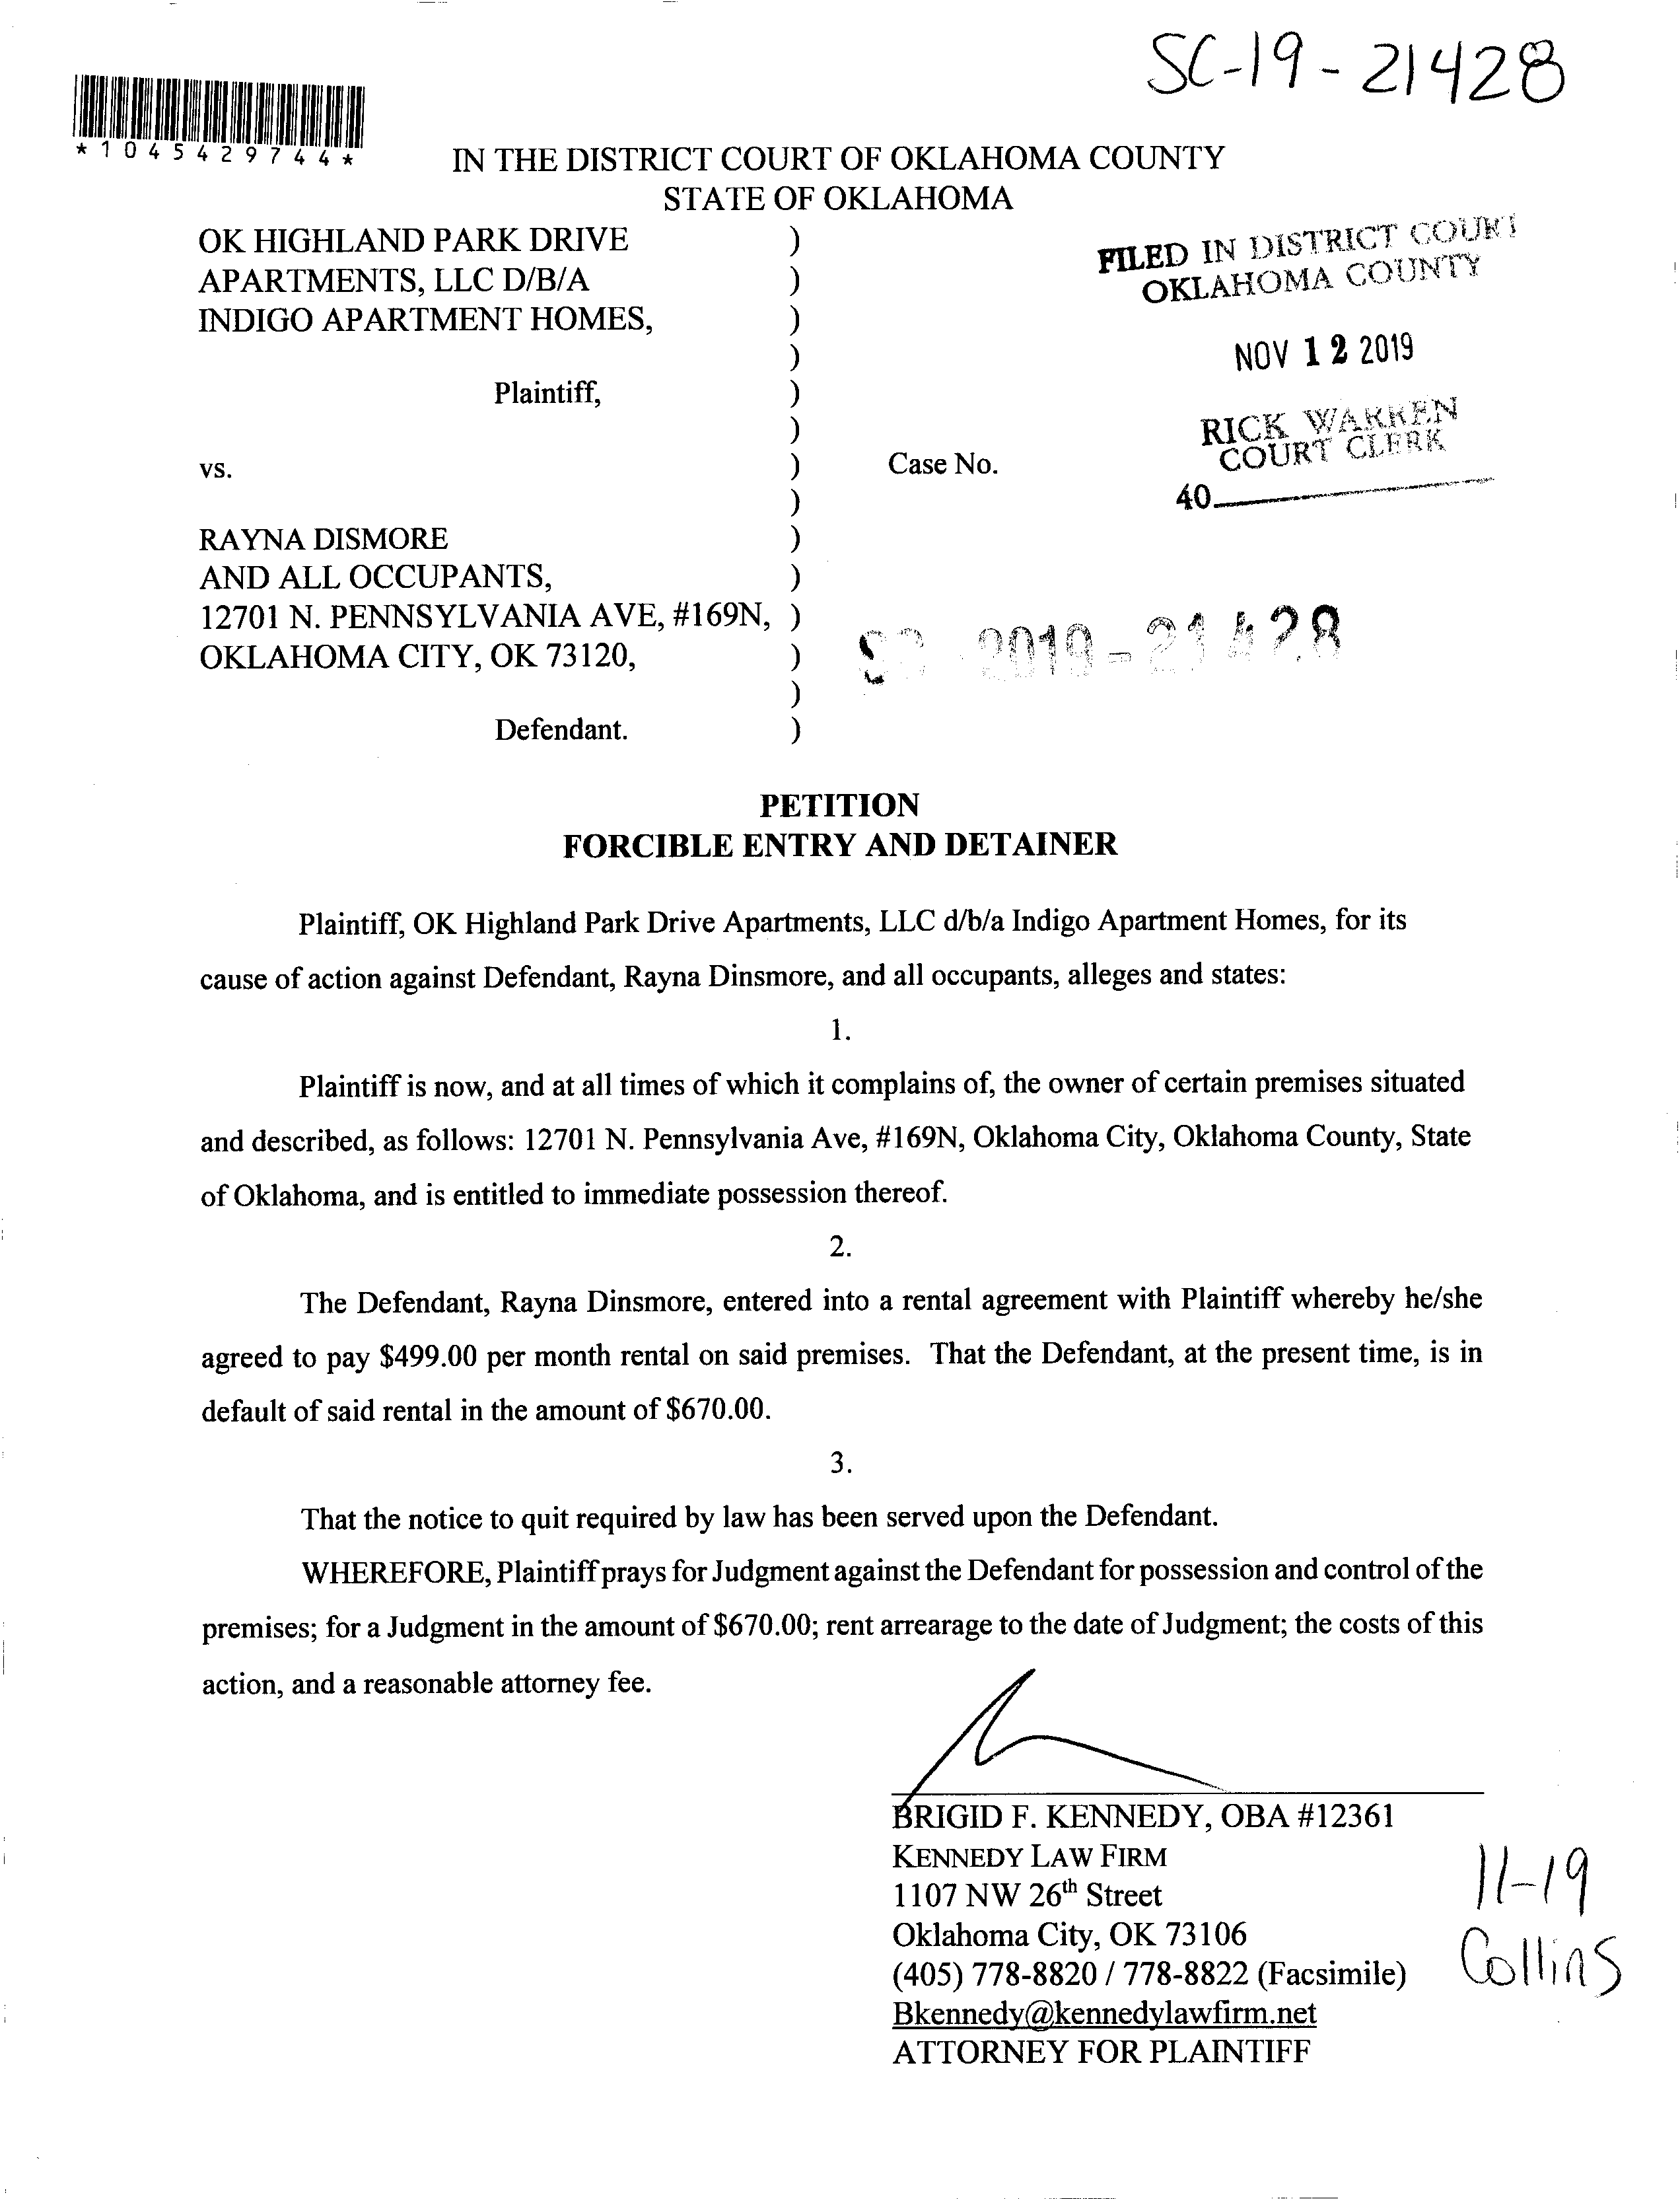 SC-19-21428
*1045429744*
IN THE DISTRICT COURT OF OKLAHOMA COUNTY
STATE OF OKLAHOMA
OK HIGHLAND PARK DRIVE )
APARTMENTS, LLC D/B/A )
INDIGO APARTMENT HOMES, )
)
Plaintiff, )
)
vs. ) Case No.
)
RAYNA DISMORE )
AND ALL OCCUPANTS, )
12701 N. PENNSYLVANIA AVE, #169N, )
OKLAHOMA CITY, OK 73120, )
)
Defendant. )
FILED IN DISTRICT COURT
OKLAHOMA COUNTY
NOV 12 2019
RICK WARREN
COURT CLERK
40
SC 2019-21428
PETITION
FORCIBLE ENTRY AND DETAINER
Plaintiff, OK Highland Park Drive Apartments, LLC d/b/a Indigo Apartment Homes, for its
cause of action against Defendant, Rayna Dinsmore, and all occupants, alleges and states:
1.
Plaintiff is now, and at all times of which it complains of, the owner of certain premises situated
and described, as follows: 12701 N. Pennsylvania Ave, #169N, Oklahoma City, Oklahoma County, State
of Oklahoma, and is entitled to immediate possession thereof.
2.
The Defendant, Rayna Dinsmore, entered into a rental agreement with Plaintiff whereby he/she
agreed to pay $499.00 per month rental on said premises. That the Defendant, at the present time, is in
default of said rental in the amount of $670.00.
3.
That the notice to quit required by law has been served upon the Defendant.
WHEREFORE, Plaintiff prays for Judgment against the Defendant for possession and control of the
premises; for a Judgment in the amount of $670.00; rent arrearage to the date of Judgment; the costs of this
action, and a reasonable attorney fee.
BRIGID F. KENNEDY, OBA #12361
KENNEDY LAW FIRM
1107 NW 26th Street
Oklahoma City, OK 73106
(405) 778-8820 / 778-8822 (Facsimile)
Bkennedy@kennedylawfirm.net
ATTORNEY FOR PLAINTIFF
11-19
Collins